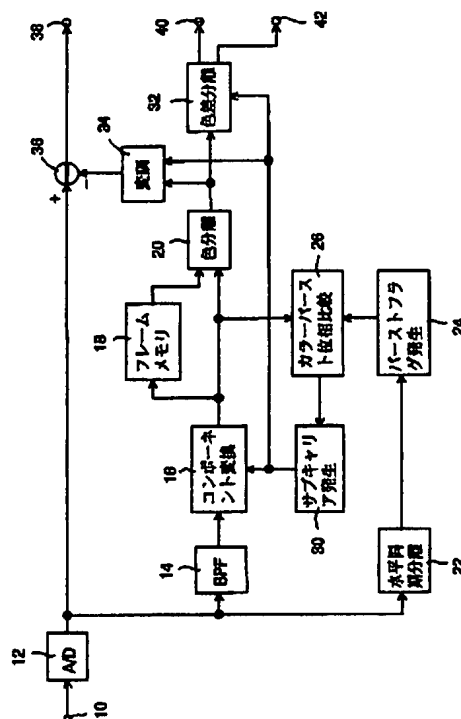 10
12
A/D
14
BPF
16
コンポーネ
ント変換
18
フレーム
メモリ
20
色分離
36
+
−
34
変調
38
32
色差分離
40
42
22
水平同
期分離
30
サブキャリ
ア発生
26
カラーバース
ト位相比較
24
バーストフラ
グ発生